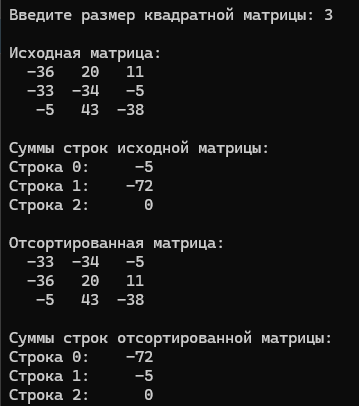 Введите размер квадратной матрицы: 3
Исходная матрица:
-36 20 11
-33 -34 -5
-5 43 -38
Суммы строк исходной матрицы:
Строка 0: -5
Строка 1: -72
Строка 2: 0
Отсортированная матрица:
-33 -34 -5
-36 20 11
-5 43 -38
Суммы строк отсортированной матрицы:
Строка 0: -72
Строка 1: -5
Строка 2: 0